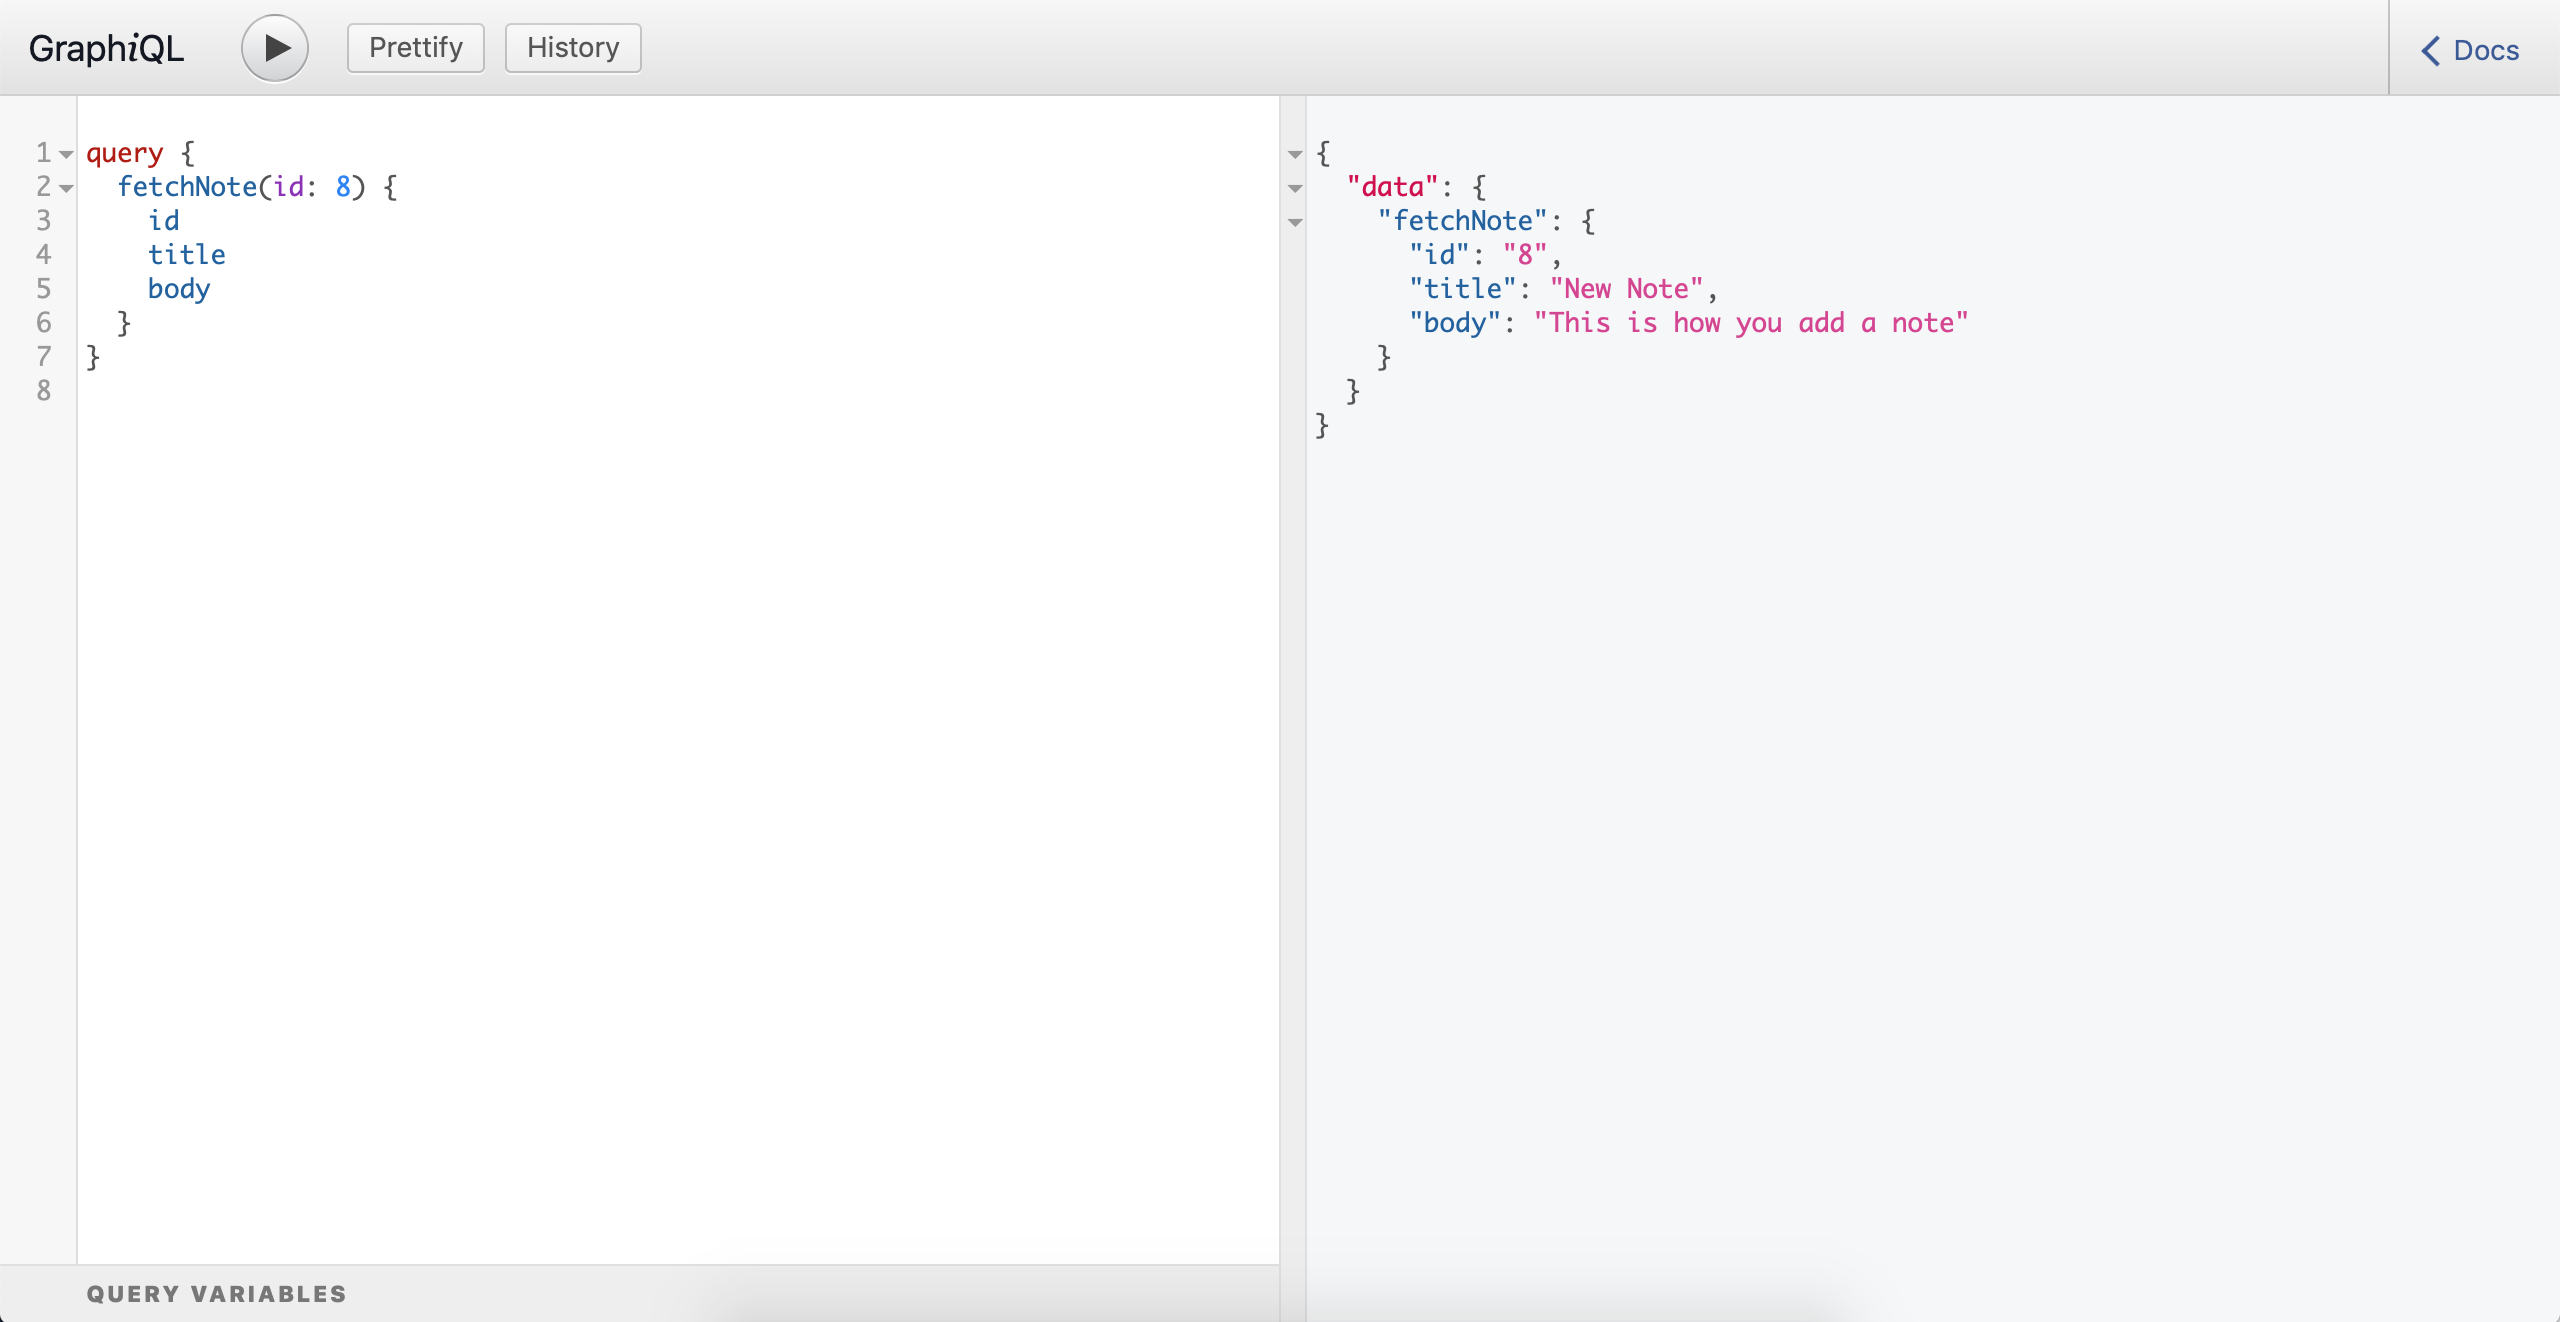 GraphiQL Prettify History Docs
1 query {
2   fetchNote(id: 8) {
3     id
4     title
5     body
6   }
7 }
8
{
  "data": {
    "fetchNote": {
      "id": "8",
      "title": "New Note",
      "body": "This is how you add a note"
    }
  }
}
QUERY VARIABLES